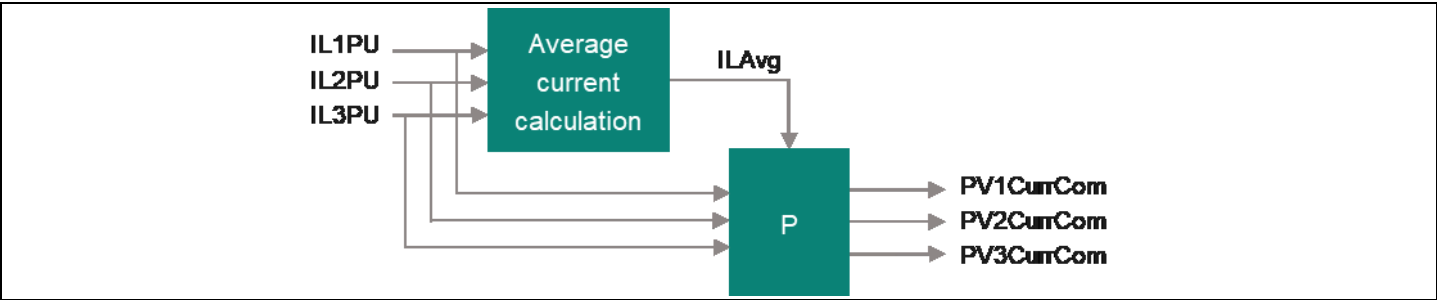 IL1PU
IL2PU
IL3PU
Average
current
calculation
ILAvg
P
PV1CurrCom
PV2CurrCom
PV3CurrCom